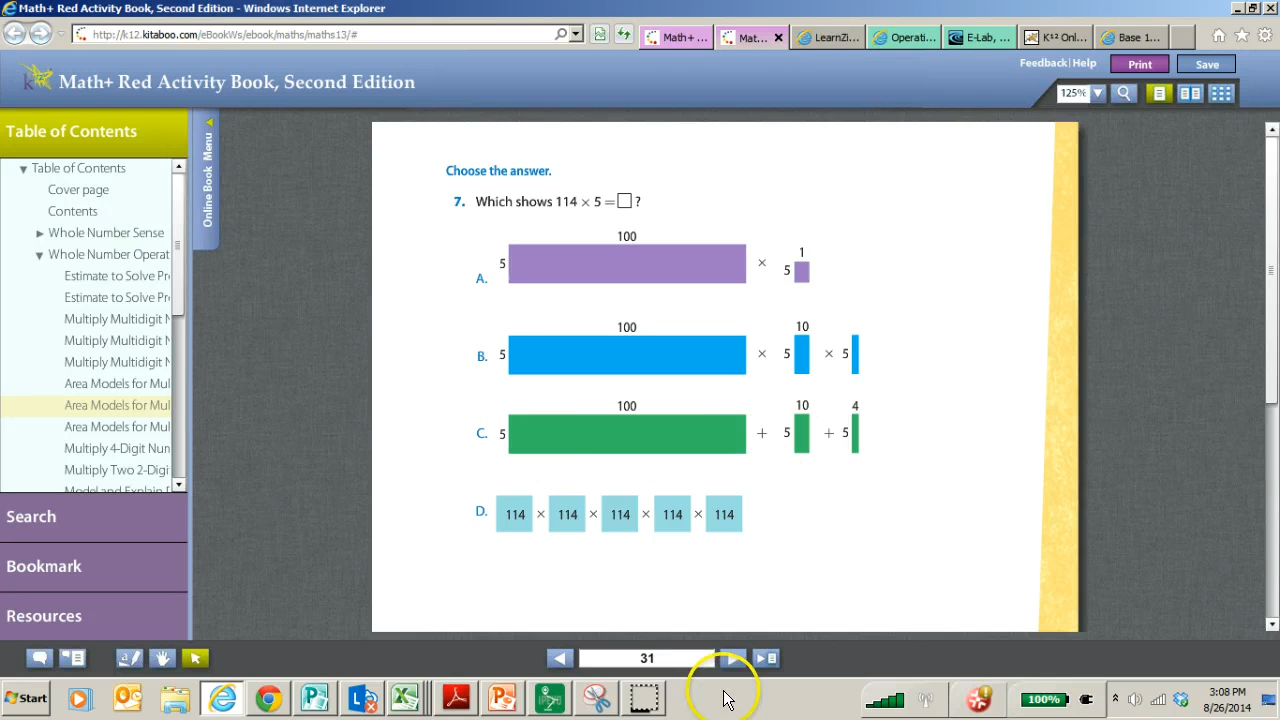 Math+ Red Activity Book, Second Edition - Windows Internet Explorer
http://k12.kitaboo.com/eBookWs/ebook/maths/maths13/#
Math+ ...
Mat...
LearnZi...
Operati...
E-Lab, ...
K¹² Onl...
Base 1...
Math+ Red Activity Book, Second Edition
Feedback|Help
Print
Save
125%
Table of Contents
Online Book Menu
Table of Contents
Cover page
Contents
Whole Number Sense
Whole Number Operat
Estimate to Solve Pr
Estimate to Solve Pr
Multiply Multidigit N
Multiply Multidigit N
Multiply Multidigit N
Area Models for Mul
Area Models for Mul
Area Models for Mul
Multiply 4-Digit Num
Multiply Two 2-Digi
Search
Bookmark
Resources
Choose the answer.
7. Which shows 114 × 5 = ☐ ?
100
1
A. 5 × 5
100
10
B. 5 × 5 × 5
100
10
4
C. 5 + 5 + 5
D. 114 × 114 × 114 × 114 × 114
31
Start
100%
3:08 PM
8/26/2014